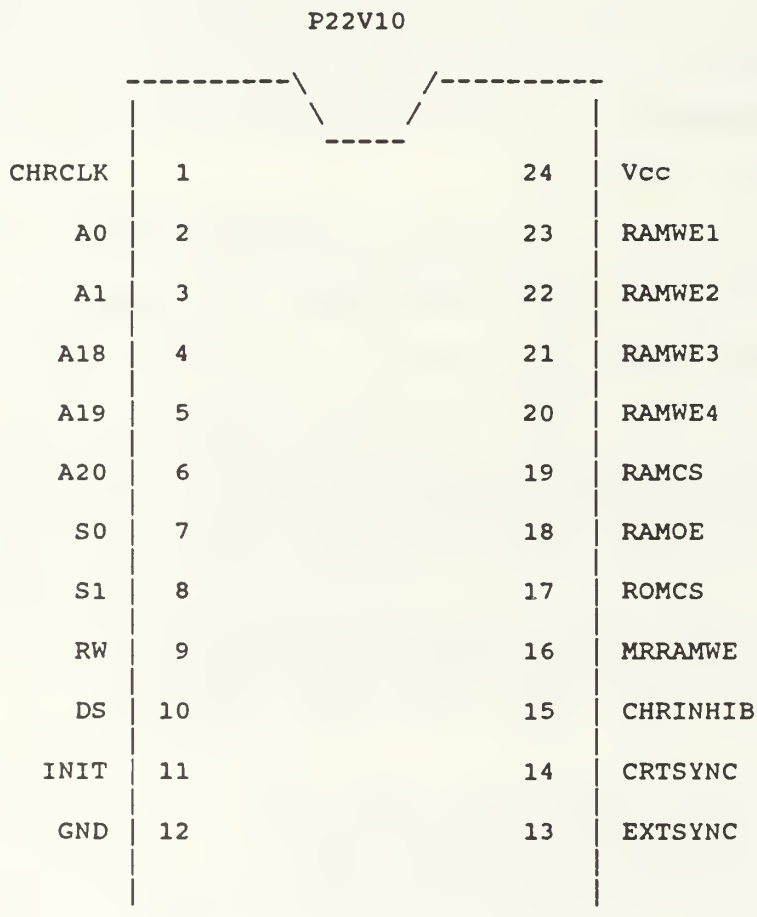 P22V10
CHRCLK 1 24 Vcc
A0 2 23 RAMWE1
A1 3 22 RAMWE2
A18 4 21 RAMWE3
A19 5 20 RAMWE4
A20 6 19 RAMCS
S0 7 18 RAMOE
S1 8 17 ROMCS
RW 9 16 MRRAMWE
DS 10 15 CHRINHIB
INIT 11 14 CRTSYNC
GND 12 13 EXTSYNC